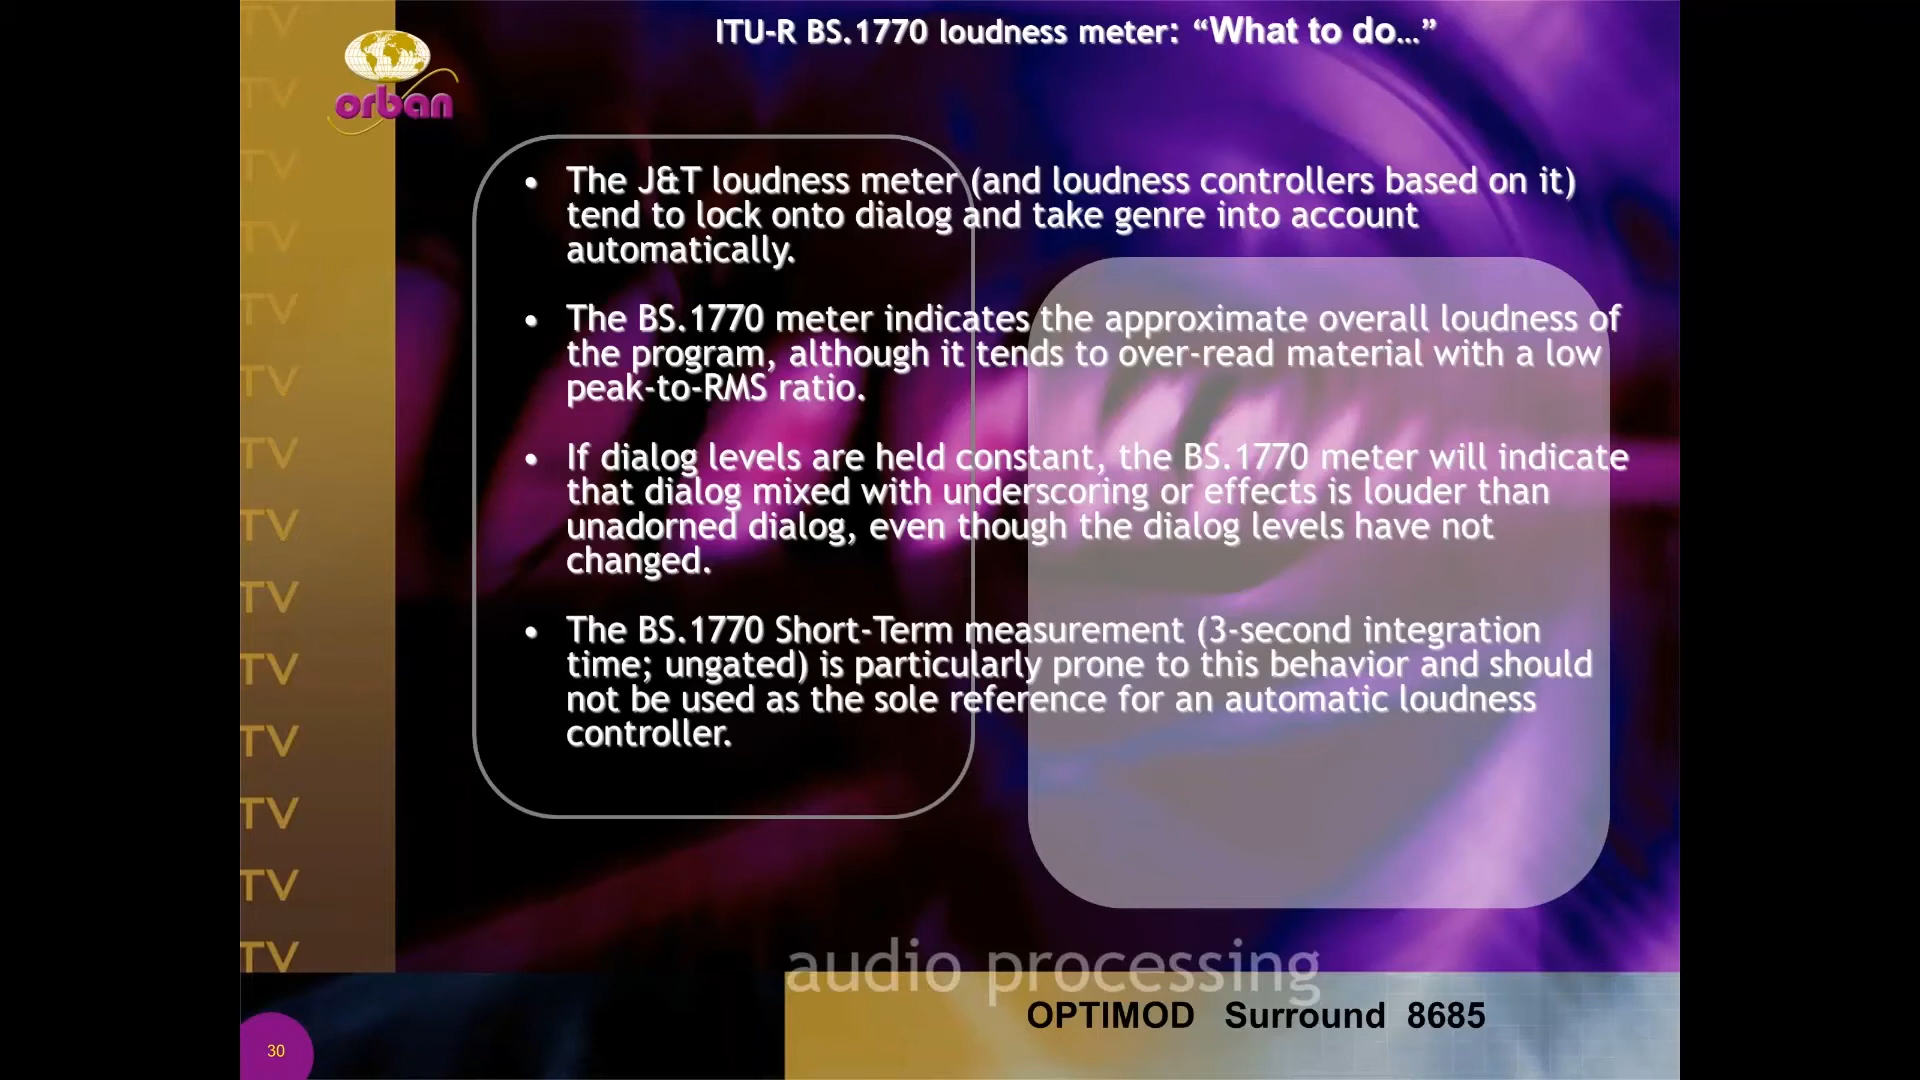 ITU-R BS.1770 loudness meter: “What to do…”
orban
• The J&T loudness meter (and loudness controllers based on it)
tend to lock onto dialog and take genre into account
automatically.
• The BS.1770 meter indicates the approximate overall loudness of
the program, although it tends to over-read material with a low
peak-to-RMS ratio.
• If dialog levels are held constant, the BS.1770 meter will indicate
that dialog mixed with underscoring or effects is louder than
unadorned dialog, even though the dialog levels have not
changed.
• The BS.1770 Short-Term measurement (3-second integration
time; ungated) is particularly prone to this behavior and should
not be used as the sole reference for an automatic loudness
controller.
TV
TV
TV
TV
TV
TV
TV
TV
TV
TV
TV
TV
TV
TV
audio processing
OPTIMOD Surround 8685
30